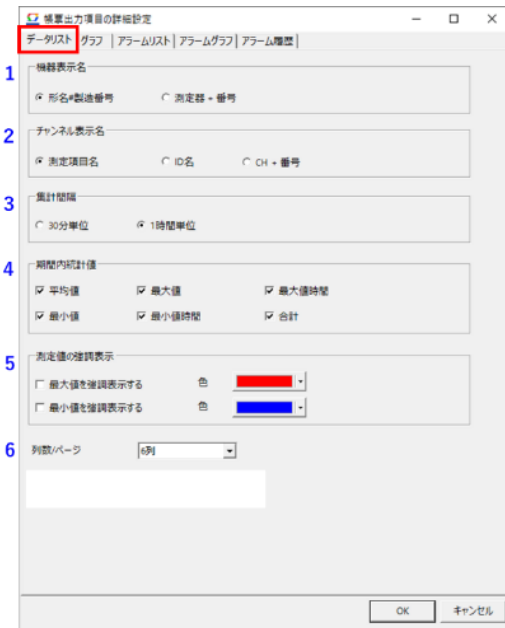 帳票出力項目の詳細設定
データリスト グラフ アラームリスト アラームグラフ アラーム履歴
1 機器表示名
形名#製造番号 測定器 + 番号
2 チャンネル表示名
測定項目名 ID名 CH + 番号
3 集計間隔
30分単位 1時間単位
4 期間内統計値
平均値 最大値 最大値時間
最小値 最小値時間 合計
5 測定値の強調表示
最大値を強調表示する 色
最小値を強調表示する 色
6 列数/ページ 6列
OK キャンセル